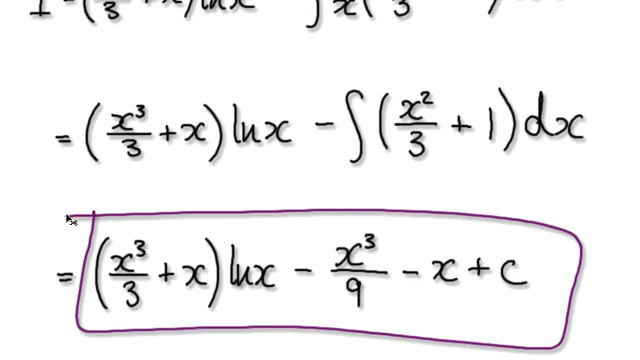 = (x³/3 + x) ln x − ∫ (x²/3 + 1) dx
= (x³/3 + x) ln x − x³/9 − x + c